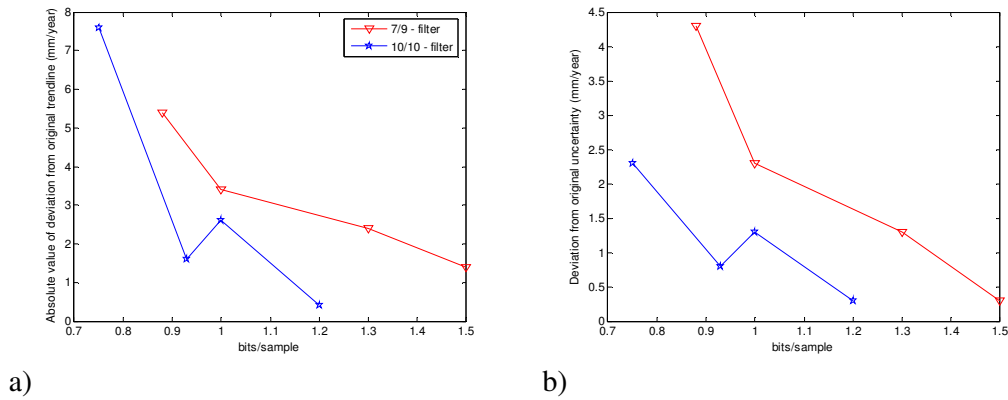 Absolute value of deviation from original trendline (mm/year)
8
7
6
5
4
3
2
1
0
0.7 0.8 0.9 1 1.1 1.2 1.3 1.4 1.5
bits/sample
7/9 - filter
10/10 - filter
a)
Deviation from original uncertainty (mm/year)
4.5
4
3.5
3
2.5
2
1.5
1
0.5
0
0.7 0.8 0.9 1 1.1 1.2 1.3 1.4 1.5
bits/sample
b)